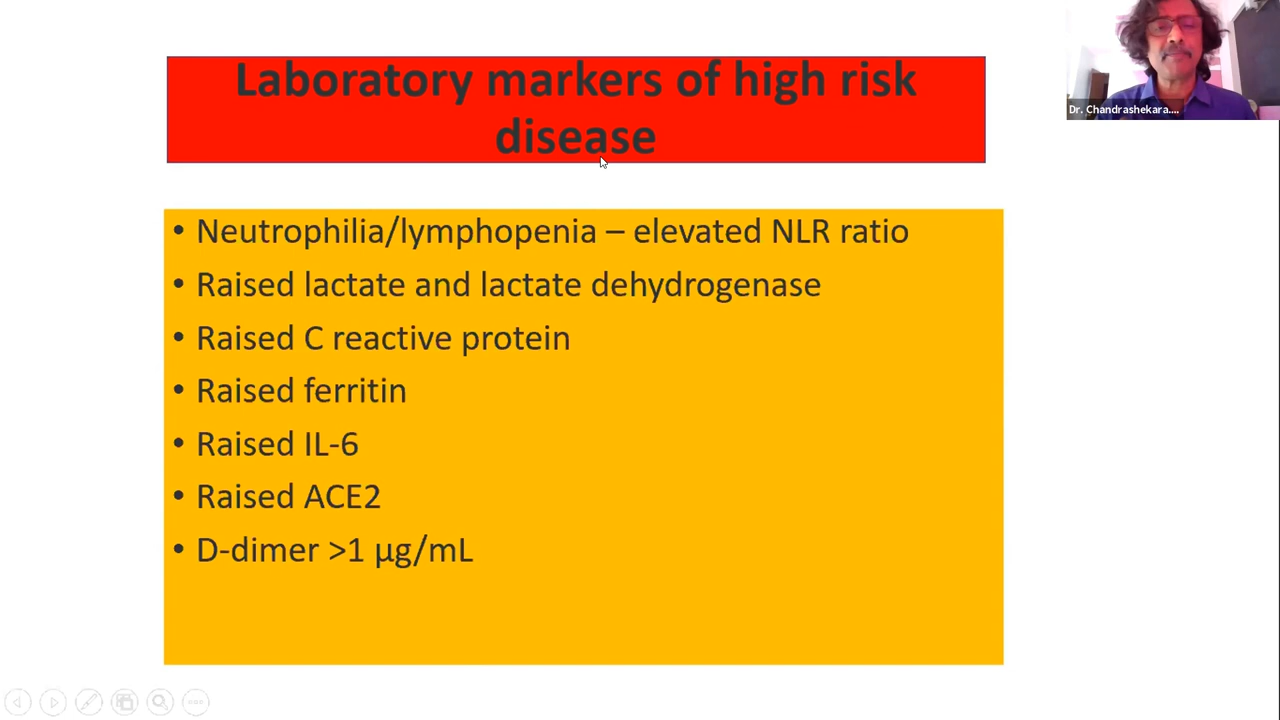 Laboratory markers of high risk
disease
Dr. Chandrashekara....
• Neutrophilia/lymphopenia – elevated NLR ratio
• Raised lactate and lactate dehydrogenase
• Raised C reactive protein
• Raised ferritin
• Raised IL-6
• Raised ACE2
• D-dimer >1 µg/mL